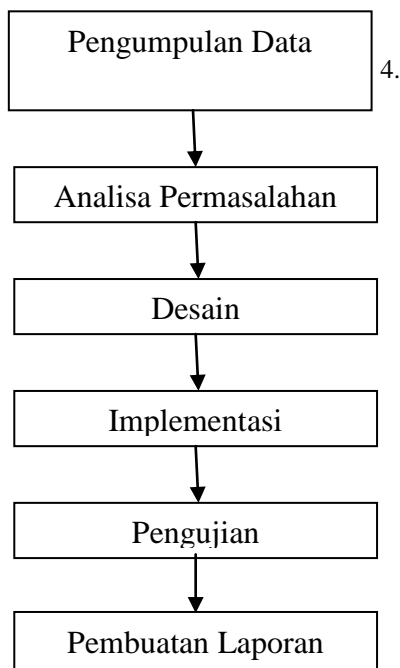 Pengumpulan Data
4.
Analisa Permasalahan
Desain
Implementasi
Pengujian
Pembuatan Laporan